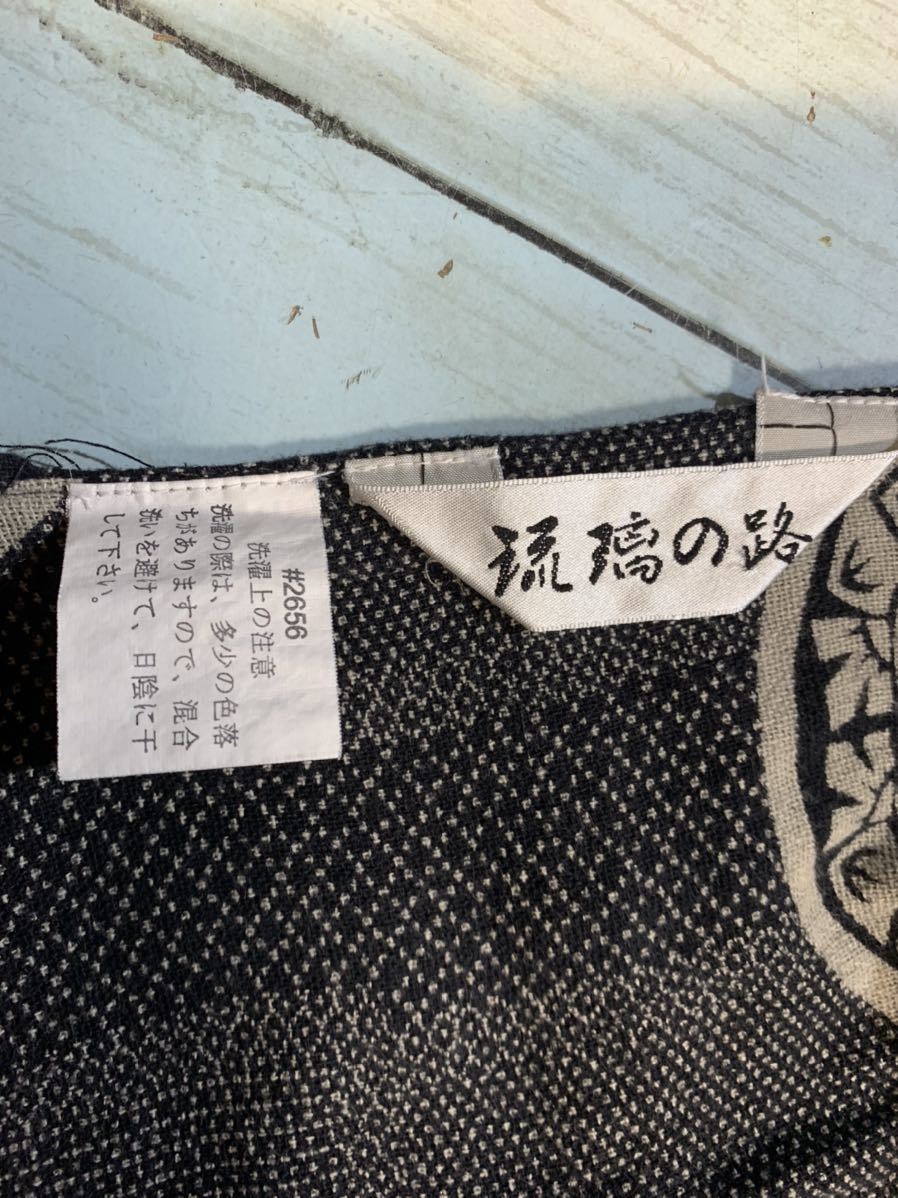 #2656
洗濯上の注意
洗濯の際は、多少の色落
ちがありますので、混合
洗いを避けて、日陰に干
して下さい。
琉璃の路